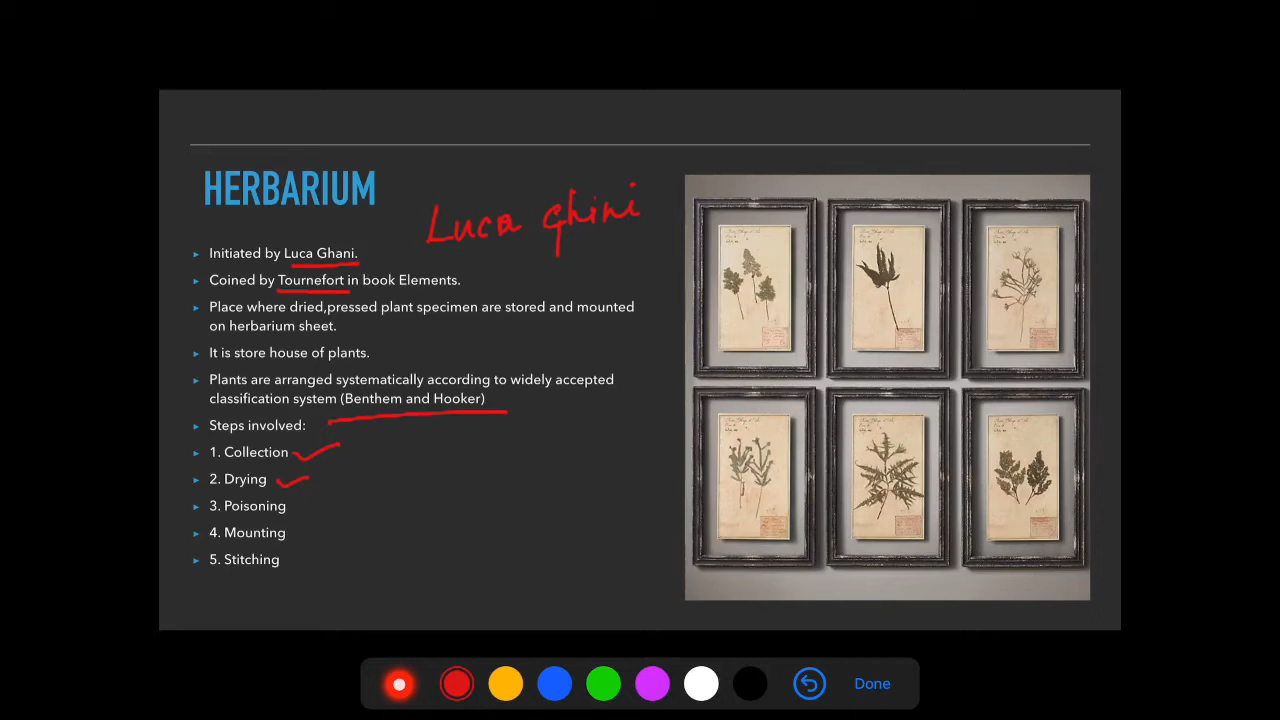 HERBARIUM
Luca Ghini
Initiated by Luca Ghani.
Coined by Tournefort in book Elements.
Place where dried,pressed plant specimen are stored and mounted
on herbarium sheet.
It is store house of plants.
Plants are arranged systematically according to widely accepted
classification system (Benthem and Hooker)
Steps involved:
1. Collection
2. Drying
3. Poisoning
4. Mounting
5. Stitching
Done